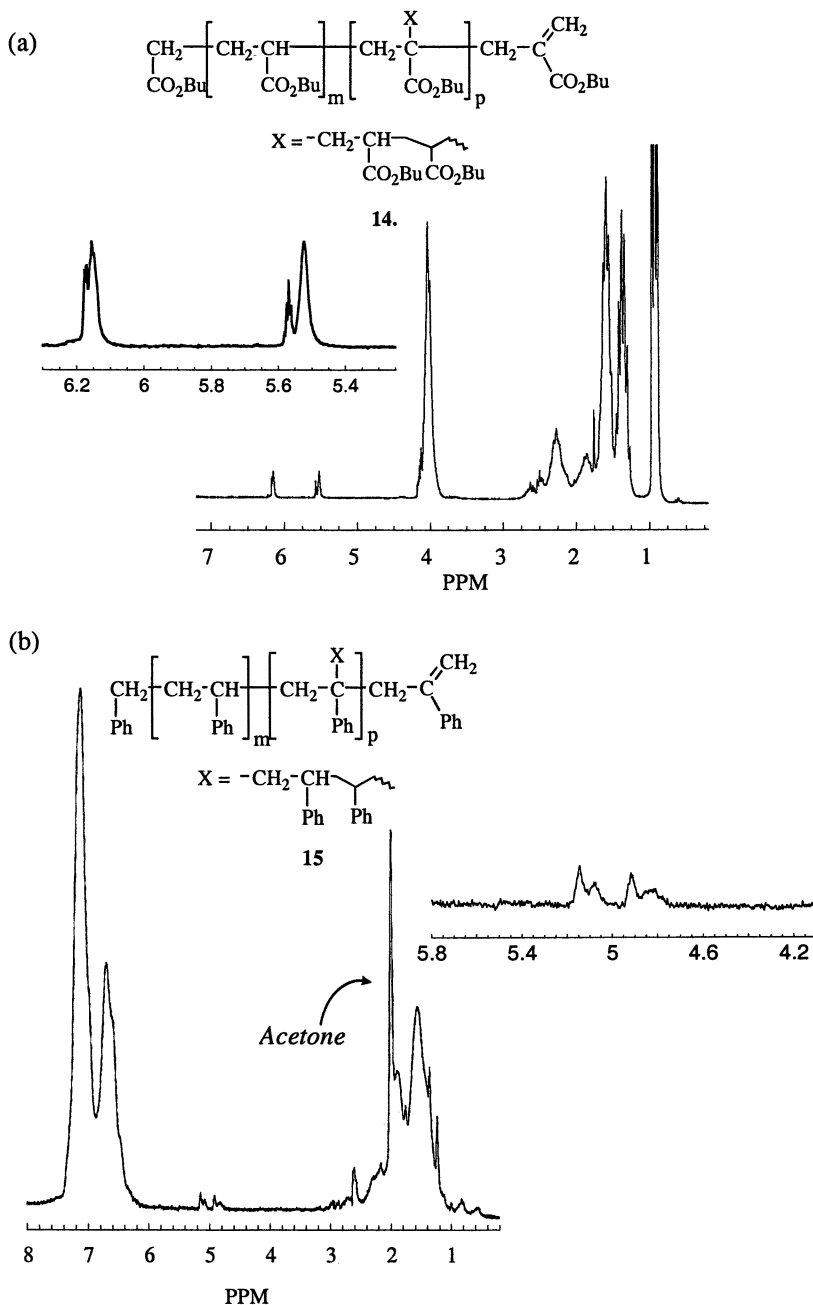 (a)
X
CH₂ CH₂-CH CH₂-C CH₂-C CH₂
CO₂Bu CO₂Bu m CO₂Bu p CO₂Bu
X = -CH₂-CH
CO₂Bu CO₂Bu
14.
6.2 6 5.8 5.6 5.4
7 6 5 4 3 2 1
PPM
(b)
X
CH₂ CH₂-CH CH₂-C CH₂-C CH₂
Ph Ph m Ph p Ph
X = -CH₂-CH
Ph Ph
15
5.8 5.4 5 4.6 4.2
Acetone
8 7 6 5 4 3 2 1
PPM